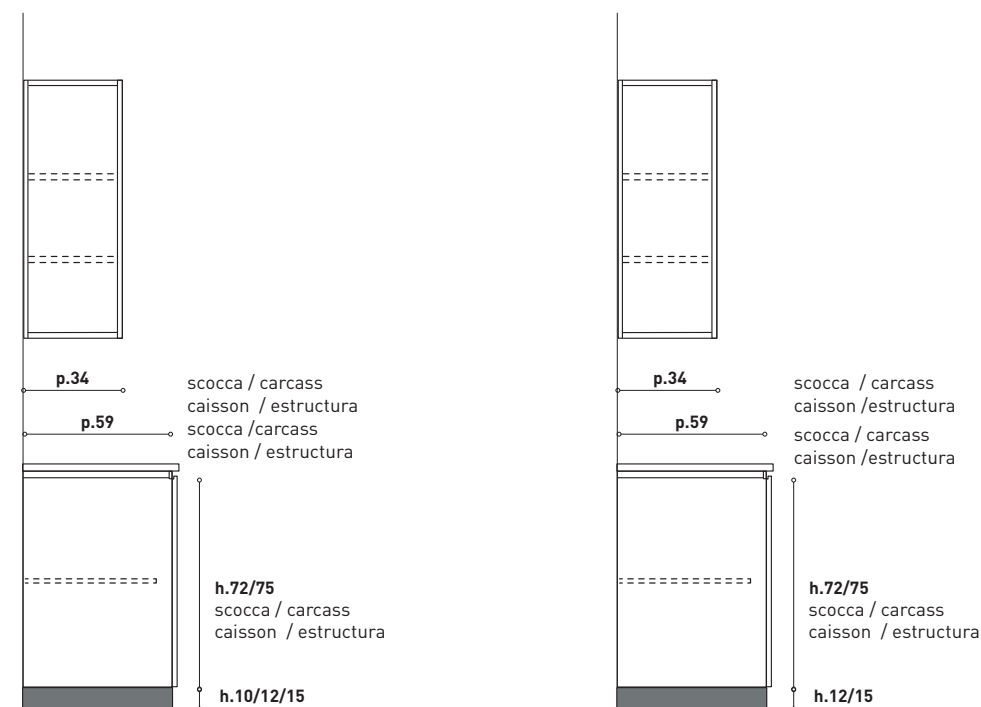 p.34
scocca / carcass
caisson / estructura
p.59
scocca /carcass
caisson / estructura
h.72/75
scocca / carcass
caisson / estructura
h.10/12/15
p.34
scocca / carcass
caisson /estructura
p.59
scocca / carcass
caisson /estructura
h.72/75
scocca / carcass
caisson / estructura
h.12/15